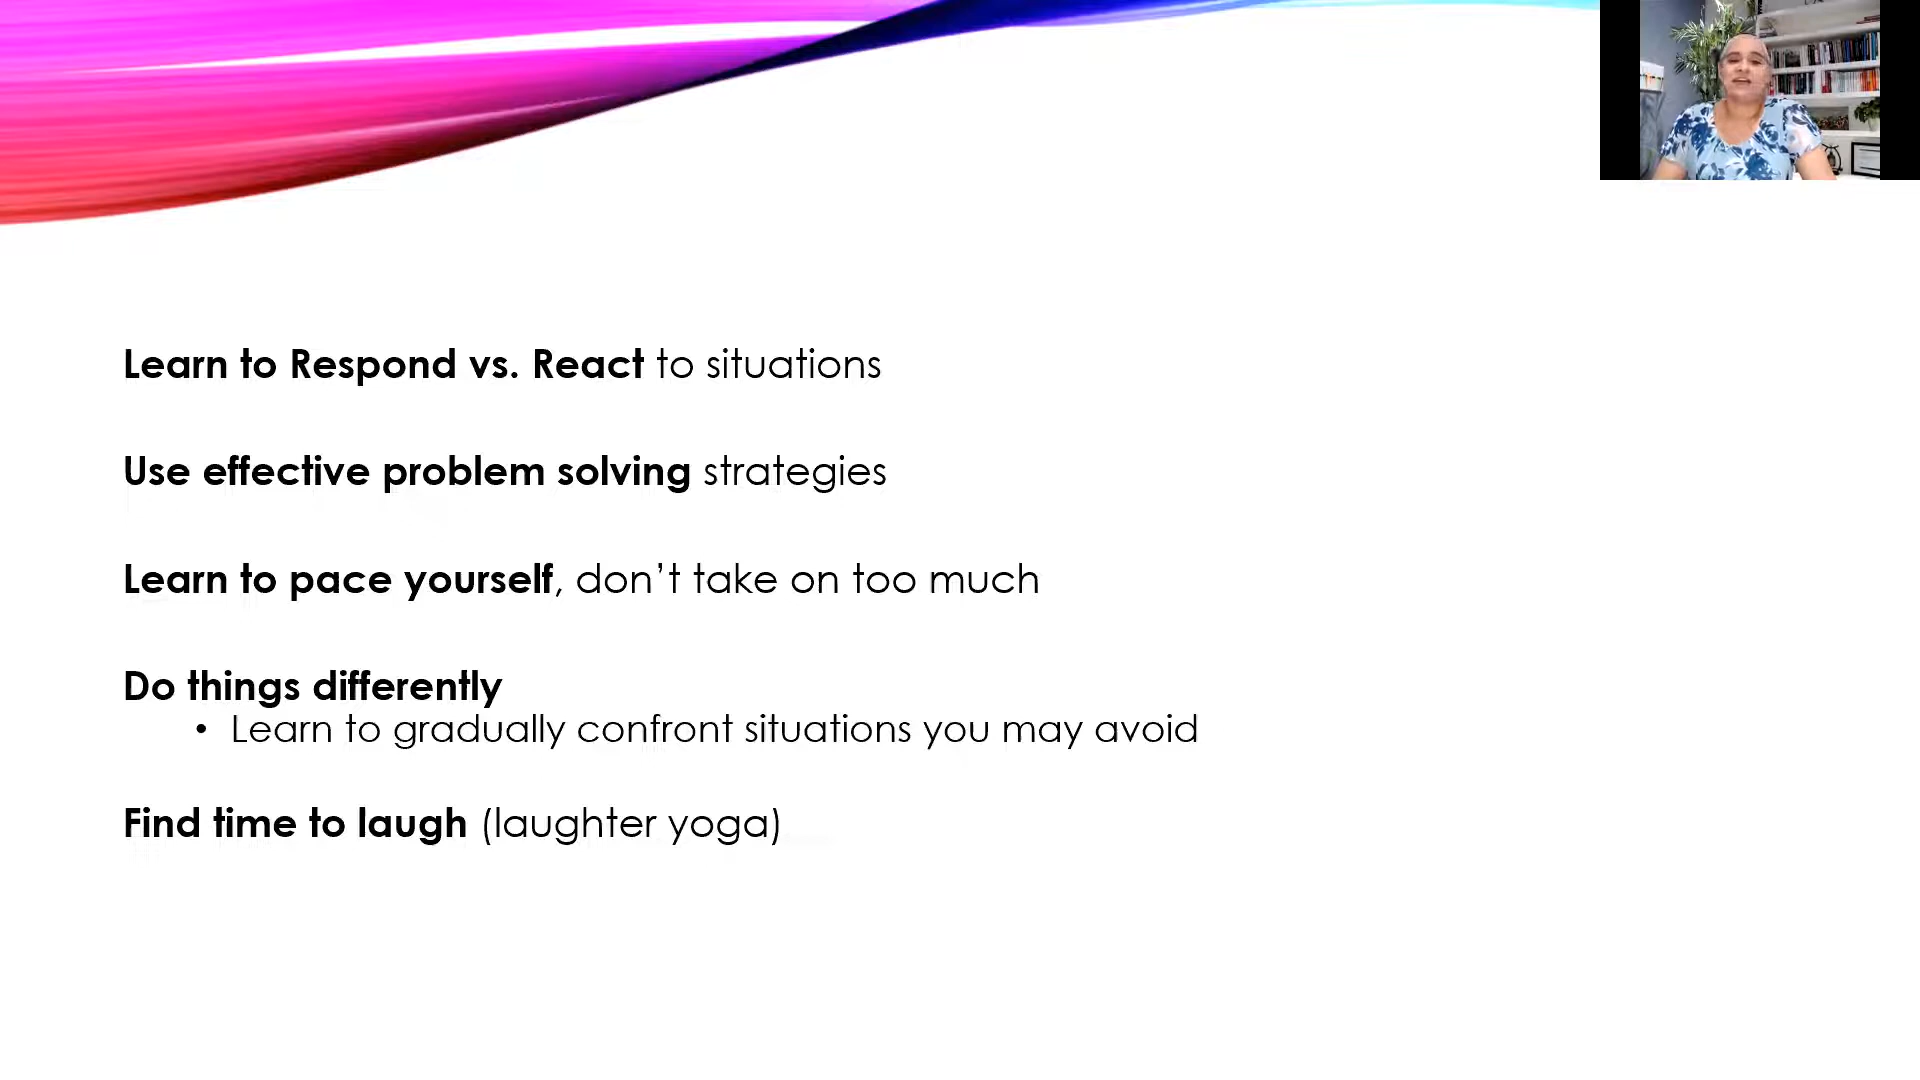 Learn to Respond vs. React to situations
Use effective problem solving strategies
Learn to pace yourself, don’t take on too much
Do things differently
• Learn to gradually confront situations you may avoid
Find time to laugh (laughter yoga)